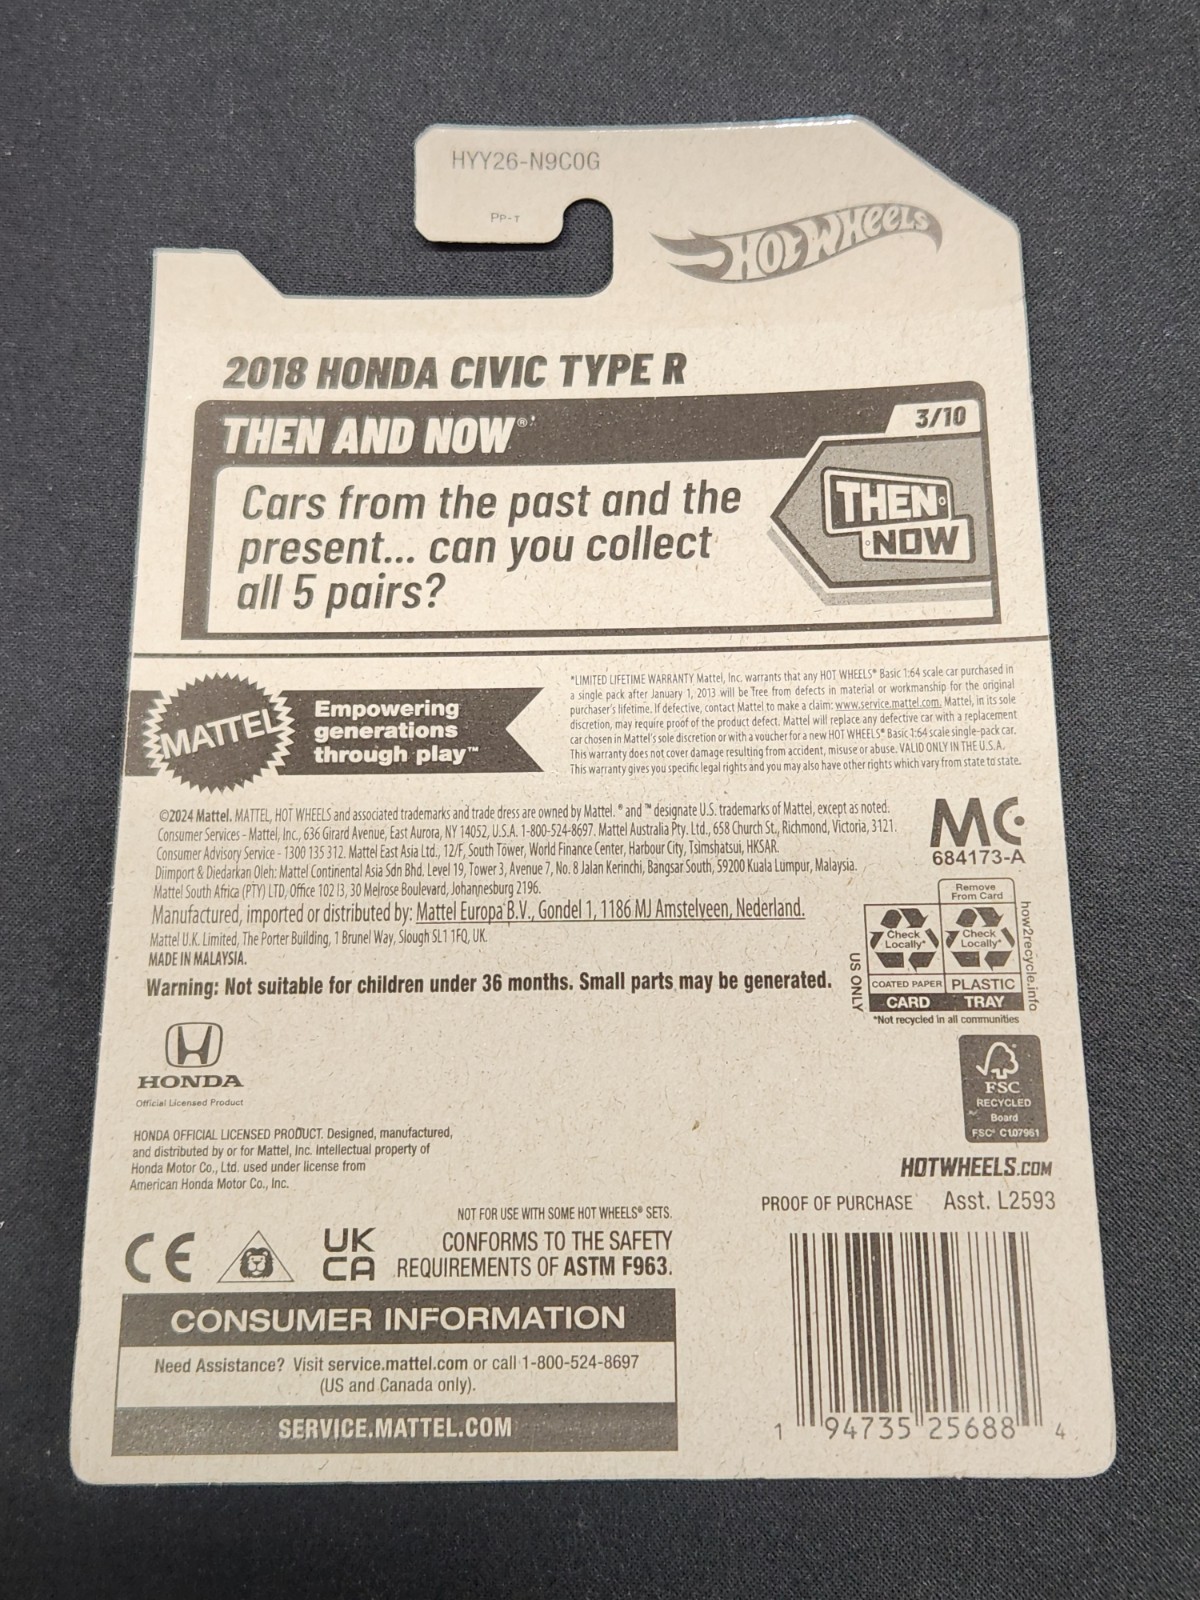 HYY26-N9C0G
PP-T
HOT WHEELS
2018 HONDA CIVIC TYPE R
THEN AND NOW®
3/10
Cars from the past and the
present... can you collect
all 5 pairs?
THEN
NOW
MATTEL
Empowering
generations
through play™
*LIMITED LIFETIME WARRANTY Mattel, Inc. warrants that any HOT WHEELS® Basic 1:64 scale car purchased in
a single pack after January 1, 2013 will be free from defects in material or workmanship for the original
purchaser's lifetime. If defective, contact Mattel to make a claim: www.service.mattel.com. Mattel, in its sole
discretion, may require proof of the product defect. Mattel will replace any defective car with a replacement
car chosen in Mattel's sole discretion or with a voucher for a new HOT WHEELS® Basic 1:64 scale single-pack car.
This warranty does not cover damage resulting from accident, misuse or abuse. VALID ONLY IN THE U.S.A.
This warranty gives you specific legal rights and you may also have other rights which vary from state to state.
©2024 Mattel. MATTEL, HOT WHEELS and associated trademarks and trade dress are owned by Mattel. ® and ™ designate U.S. trademarks of Mattel, except as noted.
Consumer Services - Mattel, Inc., 636 Girard Avenue, East Aurora, NY 14052, U.S.A. 1-800-524-8697. Mattel Australia Pty. Ltd., 658 Church St., Richmond, Victoria, 3121.
Consumer Advisory Service - 1300 135 312. Mattel East Asia Ltd., 12/F, South Tower, World Finance Center, Harbour City, Tsimshatsui, HKSAR.
Diimport & Diedarkan Oleh: Mattel Continental Asia Sdn Bhd. Level 19, Tower 3, Avenue 7, No. 8 Jalan Kerinchi, Bangsar South, 59200 Kuala Lumpur, Malaysia.
Mattel South Africa (PTY) LTD, Office 102 I3, 30 Melrose Boulevard, Johannesburg 2196.
Manufactured, imported or distributed by: Mattel Europa B.V., Gondel 1, 1186 MJ Amstelveen, Nederland.
Mattel U.K. Limited, The Porter Building, 1 Brunel Way, Slough SL1 1FQ, UK.
MADE IN MALAYSIA.
Warning: Not suitable for children under 36 months. Small parts may be generated.
MC
684173-A
Remove
From Card
Check
Locally*
Check
Locally*
COATED PAPER
PLASTIC
CARD
TRAY
US ONLY
how2recycle.info
*Not recycled in all communities
HONDA
Official Licensed Product
HONDA OFFICIAL LICENSED PRODUCT. Designed, manufactured,
and distributed by or for Mattel, Inc. Intellectual property of
Honda Motor Co., Ltd. used under license from
American Honda Motor Co., Inc.
FSC
RECYCLED
Board
FSC® C107961
HOTWHEELS.COM
PROOF OF PURCHASE Asst. L2593
NOT FOR USE WITH SOME HOT WHEELS® SETS.
CE
UK
CA
CONFORMS TO THE SAFETY
REQUIREMENTS OF ASTM F963.
CONSUMER INFORMATION
Need Assistance? Visit service.mattel.com or call 1-800-524-8697
(US and Canada only).
SERVICE.MATTEL.COM
1 94735 25688 4